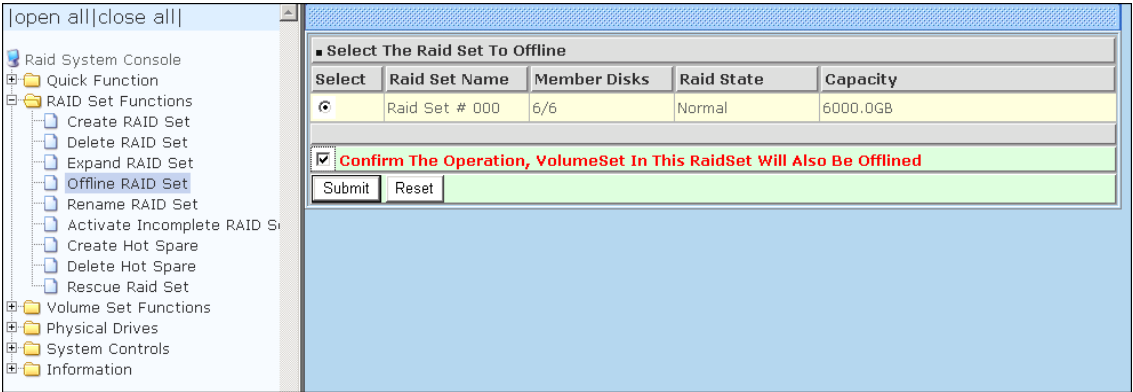 |open all|close all|
Raid System Console
Quick Function
RAID Set Functions
Create RAID Set
Delete RAID Set
Expand RAID Set
Offline RAID Set
Rename RAID Set
Activate Incomplete RAID
Create Hot Spare
Delete Hot Spare
Rescue Raid Set
Volume Set Functions
Physical Drives
System Controls
Information
Select The Raid Set To Offline
Select Raid Set Name Member Disks Raid State Capacity
Raid Set # 000 6/6 Normal 6000.0GB
Confirm The Operation, VolumeSet In This RaidSet Will Also Be Offlined
Submit Reset